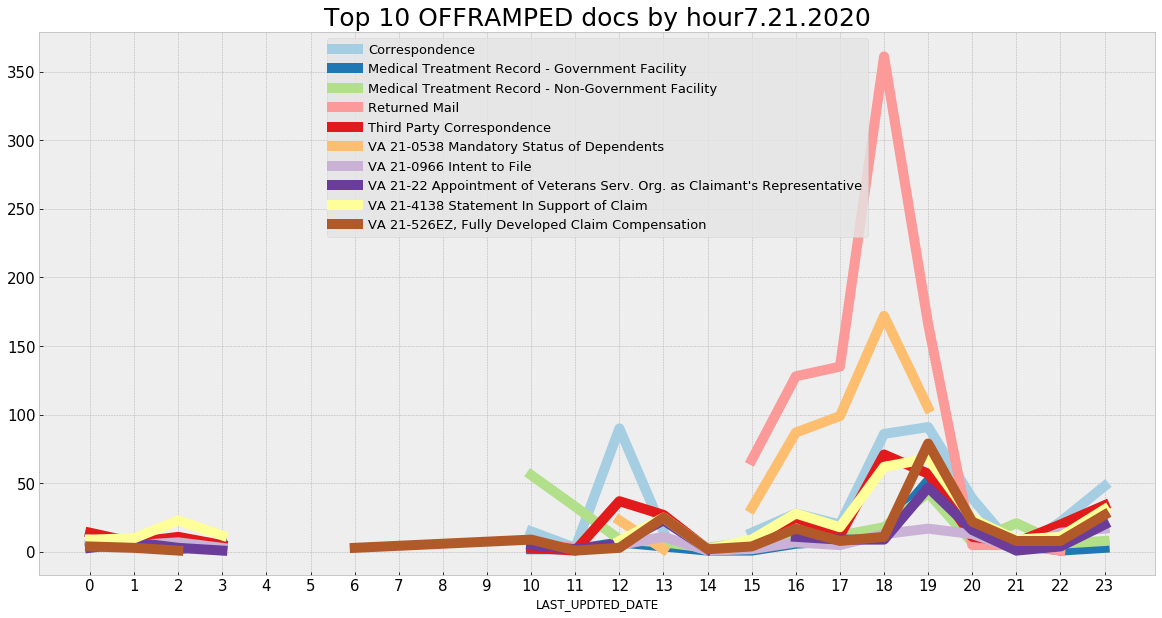 Top 10 OFFRAMPED docs by hour7.21.2020
Correspondence
Medical Treatment Record - Government Facility
Medical Treatment Record - Non-Government Facility
Returned Mail
Third Party Correspondence
VA 21-0538 Mandatory Status of Dependents
VA 21-0966 Intent to File
VA 21-22 Appointment of Veterans Serv. Org. as Claimant's Representative
VA 21-4138 Statement In Support of Claim
VA 21-526EZ, Fully Developed Claim Compensation
350
300
250
200
150
100
50
0
0 1 2 3 4 5 6 7 8 9 10 11 12 13 14 15 16 17 18 19 20 21 22 23
LAST_UPDTED_DATE